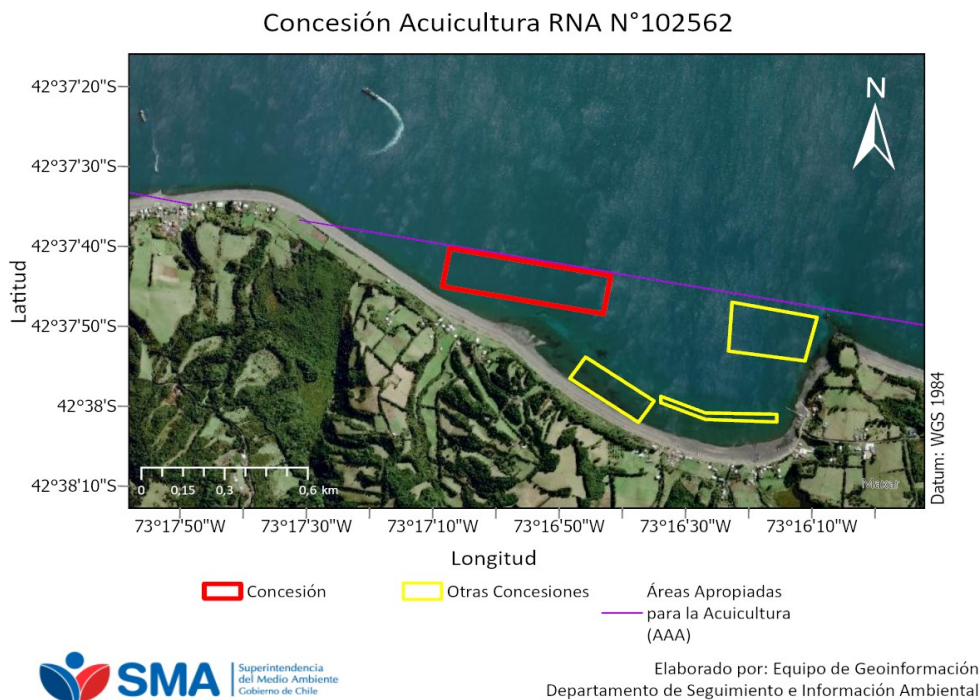 Concesión Acuicultura RNA N°102562
N
42°37'20"S
42°37'30"S
42°37'40"S
42°37'50"S
42°38'S
42°38'10"S
Latitud
Datum: WGS 1984
0 0,15 0,3 0,6 km
Maxar
73°17'50"W 73°17'30"W 73°17'10"W 73°16'50"W 73°16'30"W 73°16'10"W
Longitud
Concesión
Otras Concesiones
Áreas Apropiadas
para la Acuicultura
(AAA)
SMA
Superintendencia
del Medio Ambiente
Gobierno de Chile
Elaborado por: Equipo de Geoinformación
Departamento de Seguimiento e Información Ambiental